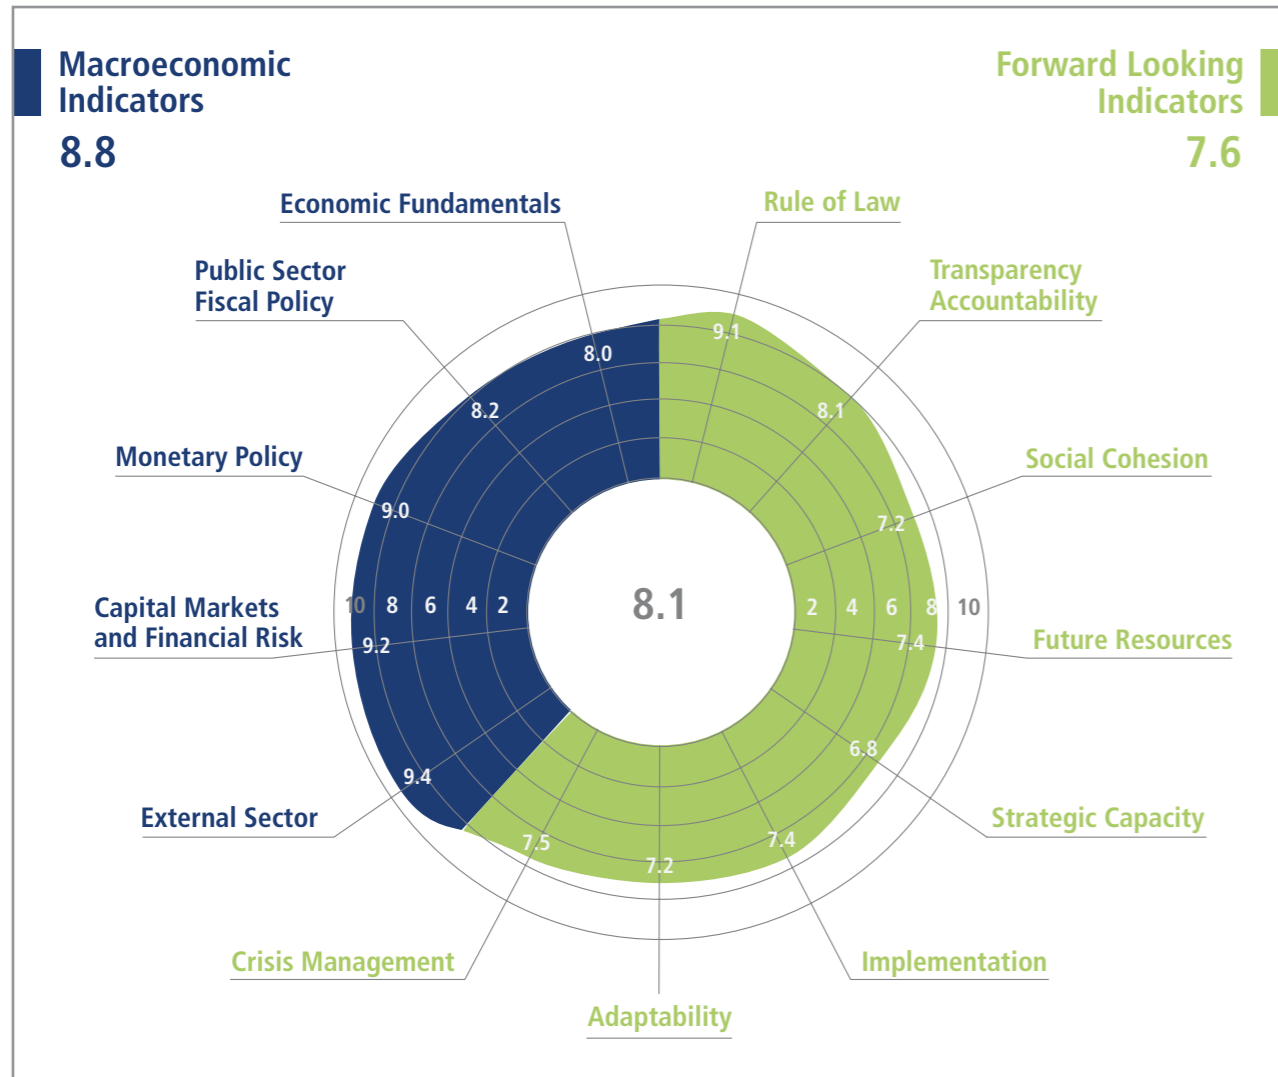 Macroeconomic
Indicators
8.8
Forward Looking
Indicators
7.6
Economic Fundamentals
Rule of Law
Public Sector
Fiscal Policy
Transparency
Accountability
9.1
8.0
8.2
8.1
Monetary Policy
Social Cohesion
9.0
7.2
Capital Markets
and Financial Risk
10 8 6 4 2
8.1
2 4 6 8 10
9.2
7.4
Future Resources
9.4
6.8
External Sector
Strategic Capacity
7.5
7.2
7.4
Crisis Management
Implementation
Adaptability